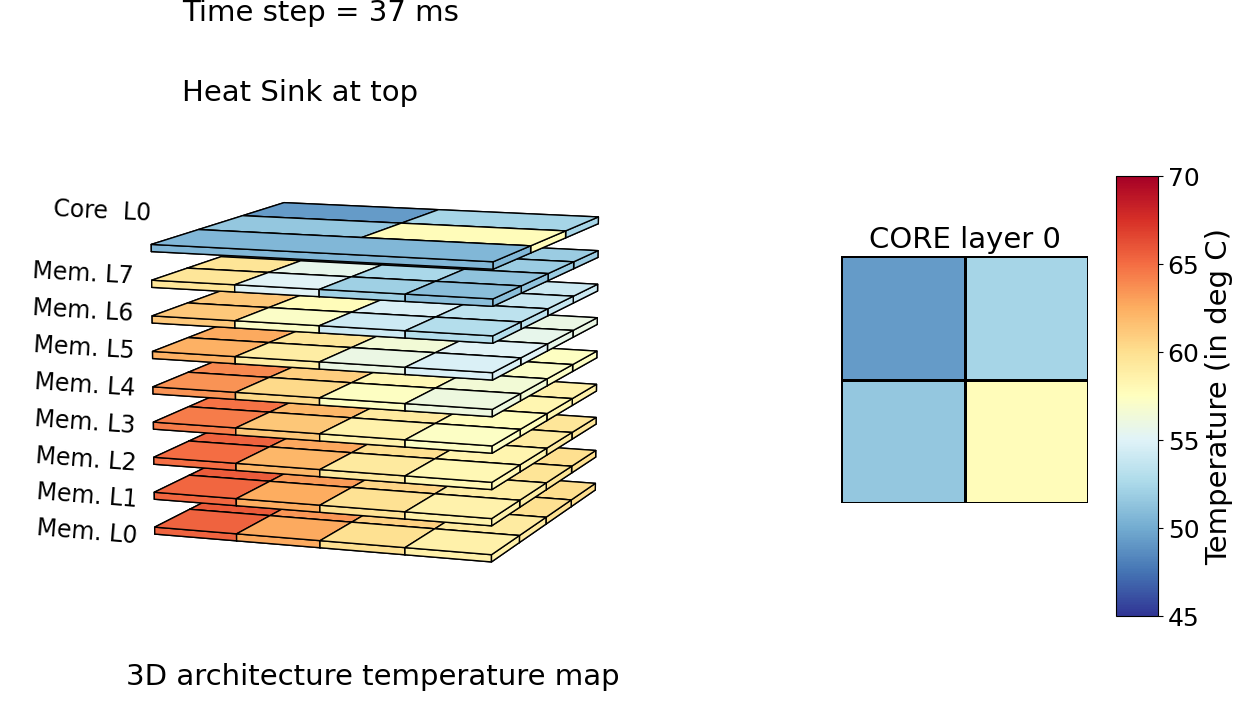 Time step = 37 ms
Heat Sink at top
Core  L0
Mem. L7
Mem. L6
Mem. L5
Mem. L4
Mem. L3
Mem. L2
Mem. L1
Mem. L0
3D architecture temperature map
CORE layer 0
70
65
60
55
50
45
Temperature (in deg C)